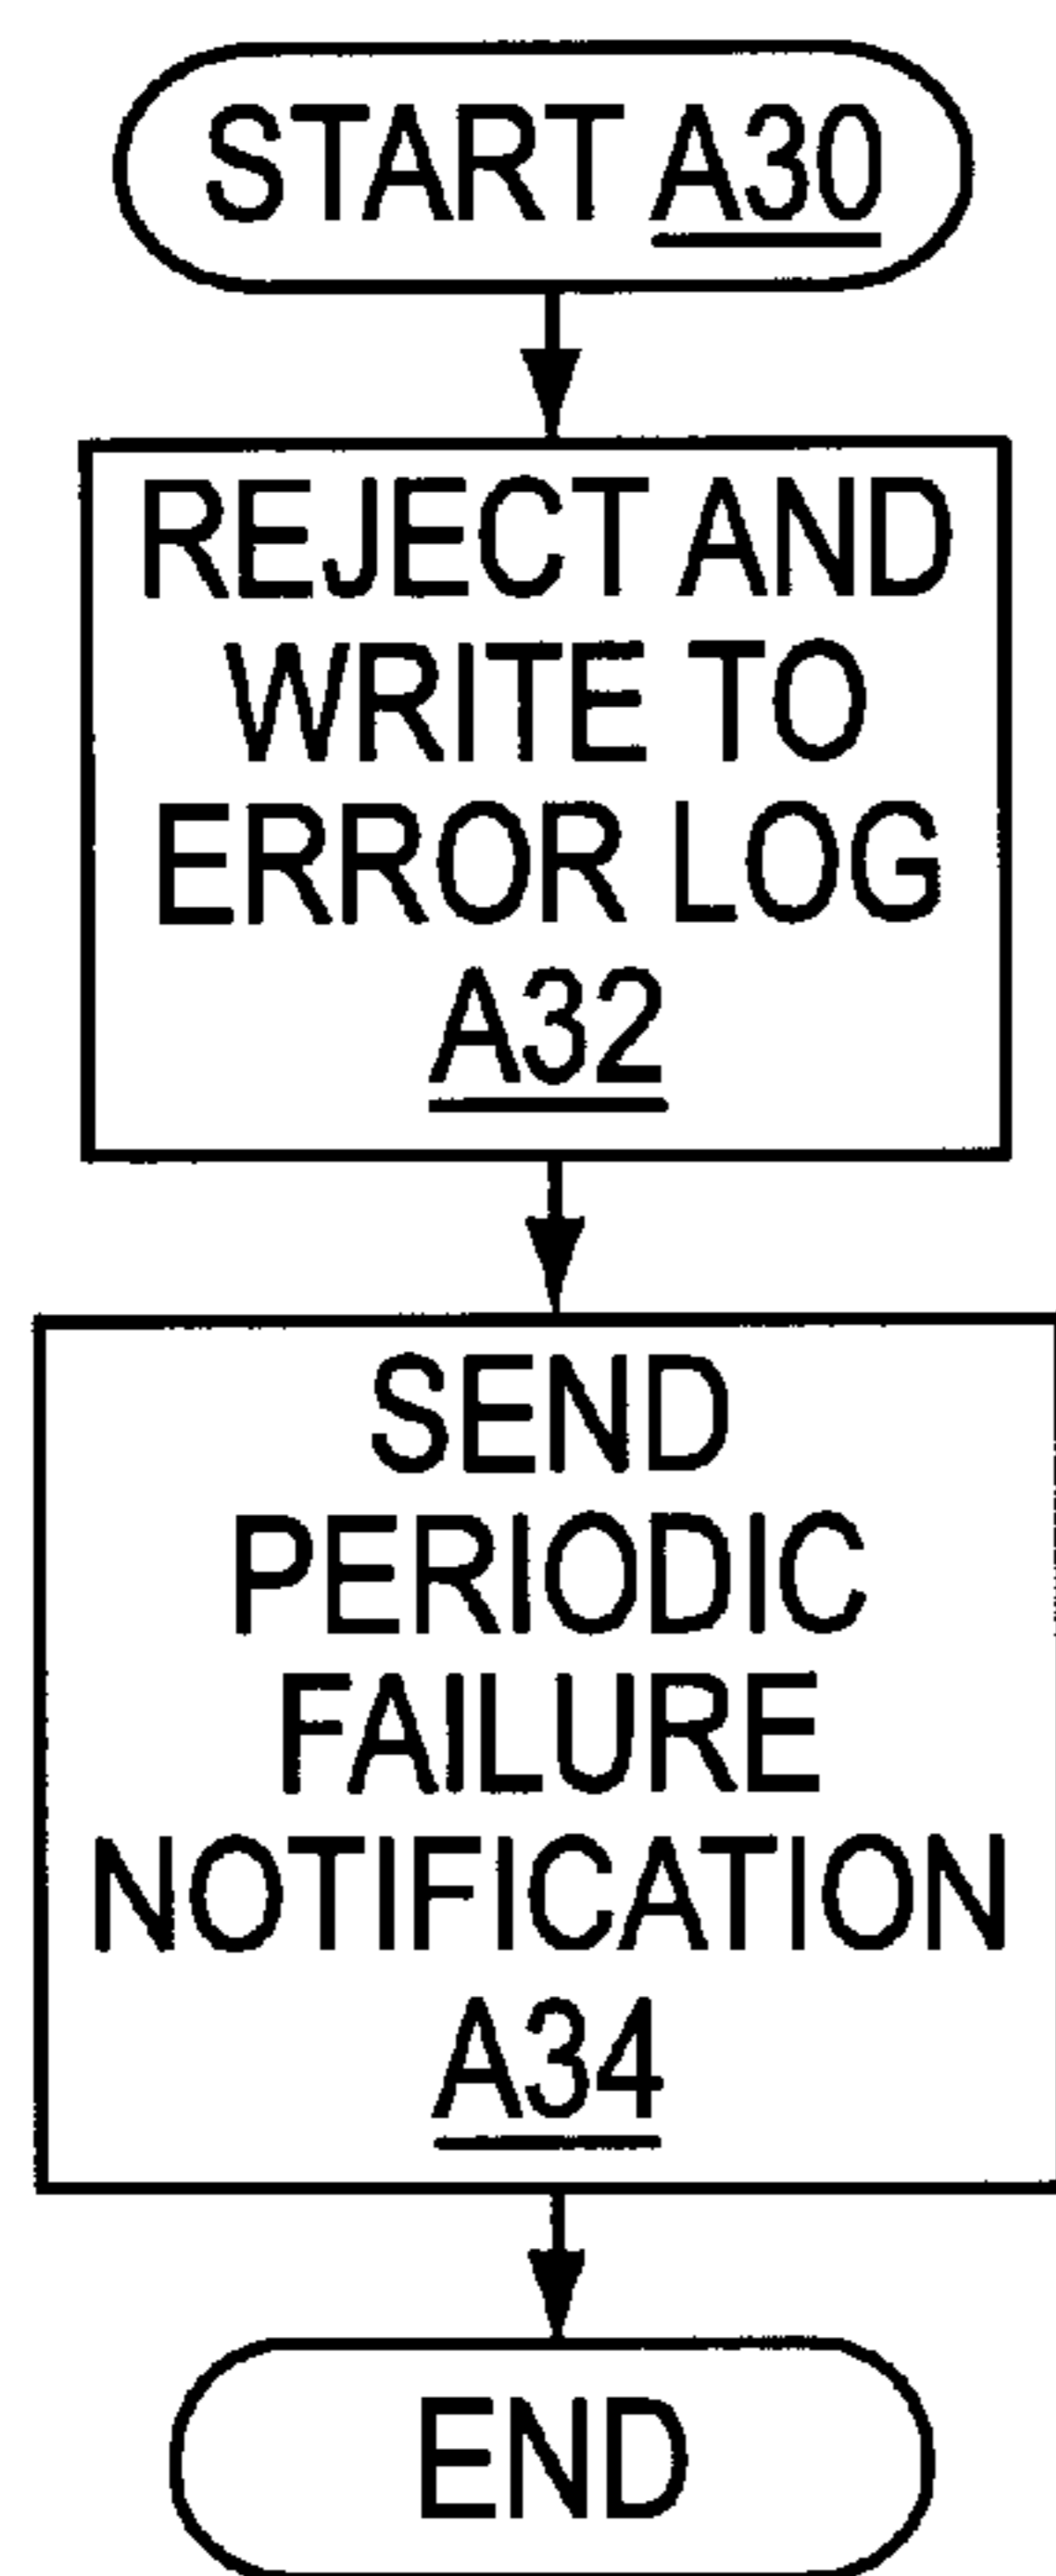 START A30
REJECT AND
WRITE TO
ERROR LOG
A32
SEND
PERIODIC
FAILURE
NOTIFICATION
A34
END